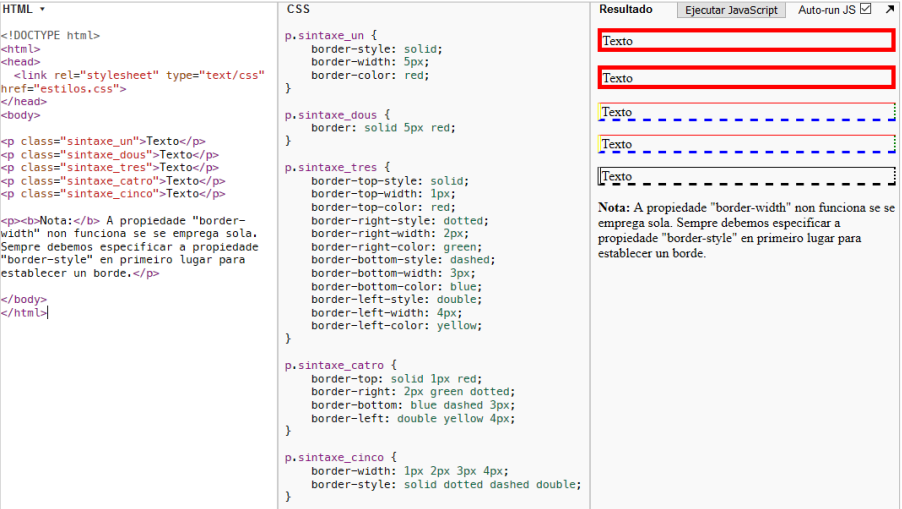 HTML ▾
<!DOCTYPE html>
<html>
<head>
  <link rel="stylesheet" type="text/css"
href="estilos.css">
</head>
<body>

<p class="sintaxe_un">Texto</p>
<p class="sintaxe_dous">Texto</p>
<p class="sintaxe_tres">Texto</p>
<p class="sintaxe_catro">Texto</p>
<p class="sintaxe_cinco">Texto</p>

<p><b>Nota:</b> A propiedade "border-
width" non funciona se se emprega sola.
Sempre debemos especificar a propiedade
"border-style" en primeiro lugar para
establecer un borde.</p>

</body>
</html>
CSS
p.sintaxe_un {
    border-style: solid;
    border-width: 5px;
    border-color: red;
}

p.sintaxe_dous {
    border: solid 5px red;
}

p.sintaxe_tres {
    border-top-style: solid;
    border-top-width: 1px;
    border-top-color: red;
    border-right-style: dotted;
    border-right-width: 2px;
    border-right-color: green;
    border-bottom-style: dashed;
    border-bottom-width: 3px;
    border-bottom-color: blue;
    border-left-style: double;
    border-left-width: 4px;
    border-left-color: yellow;
}

p.sintaxe_catro {
    border-top: solid 1px red;
    border-right: 2px green dotted;
    border-bottom: blue dashed 3px;
    border-left: double yellow 4px;
}

p.sintaxe_cinco {
    border-width: 1px 2px 3px 4px;
    border-style: solid dotted dashed double;
}
Resultado Ejecutar JavaScript Auto-run JS
Texto
Texto
Texto
Texto
Texto
Nota: A propiedade "border-width" non funciona se se
emprega sola. Sempre debemos especificar a
propiedade "border-style" en primeiro lugar para
establecer un borde.